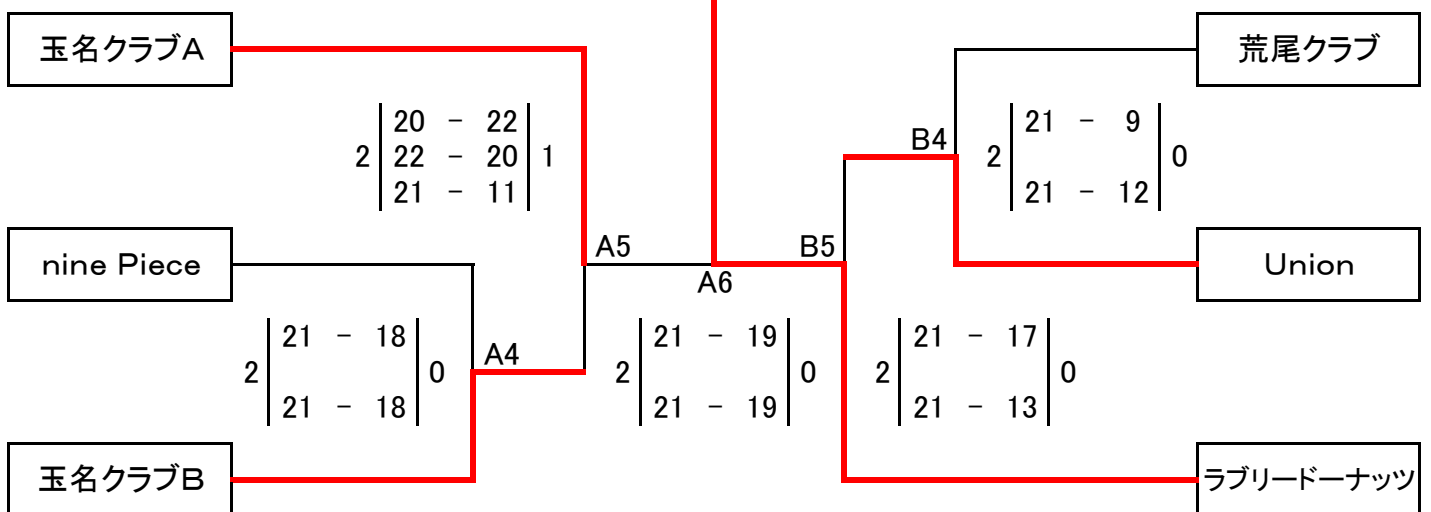 玉名クラブA
荒尾クラブ
20 - 22
2 22 - 20 1
21 - 11
B4
21 - 9
2 0
21 - 12
nine Piece
A5
B5
A6
Union
21 - 18
2 A4 0
21 - 18
21 - 19
2 0
21 - 19
21 - 17
2 0
21 - 13
玉名クラブB
ラブリードーナッツ